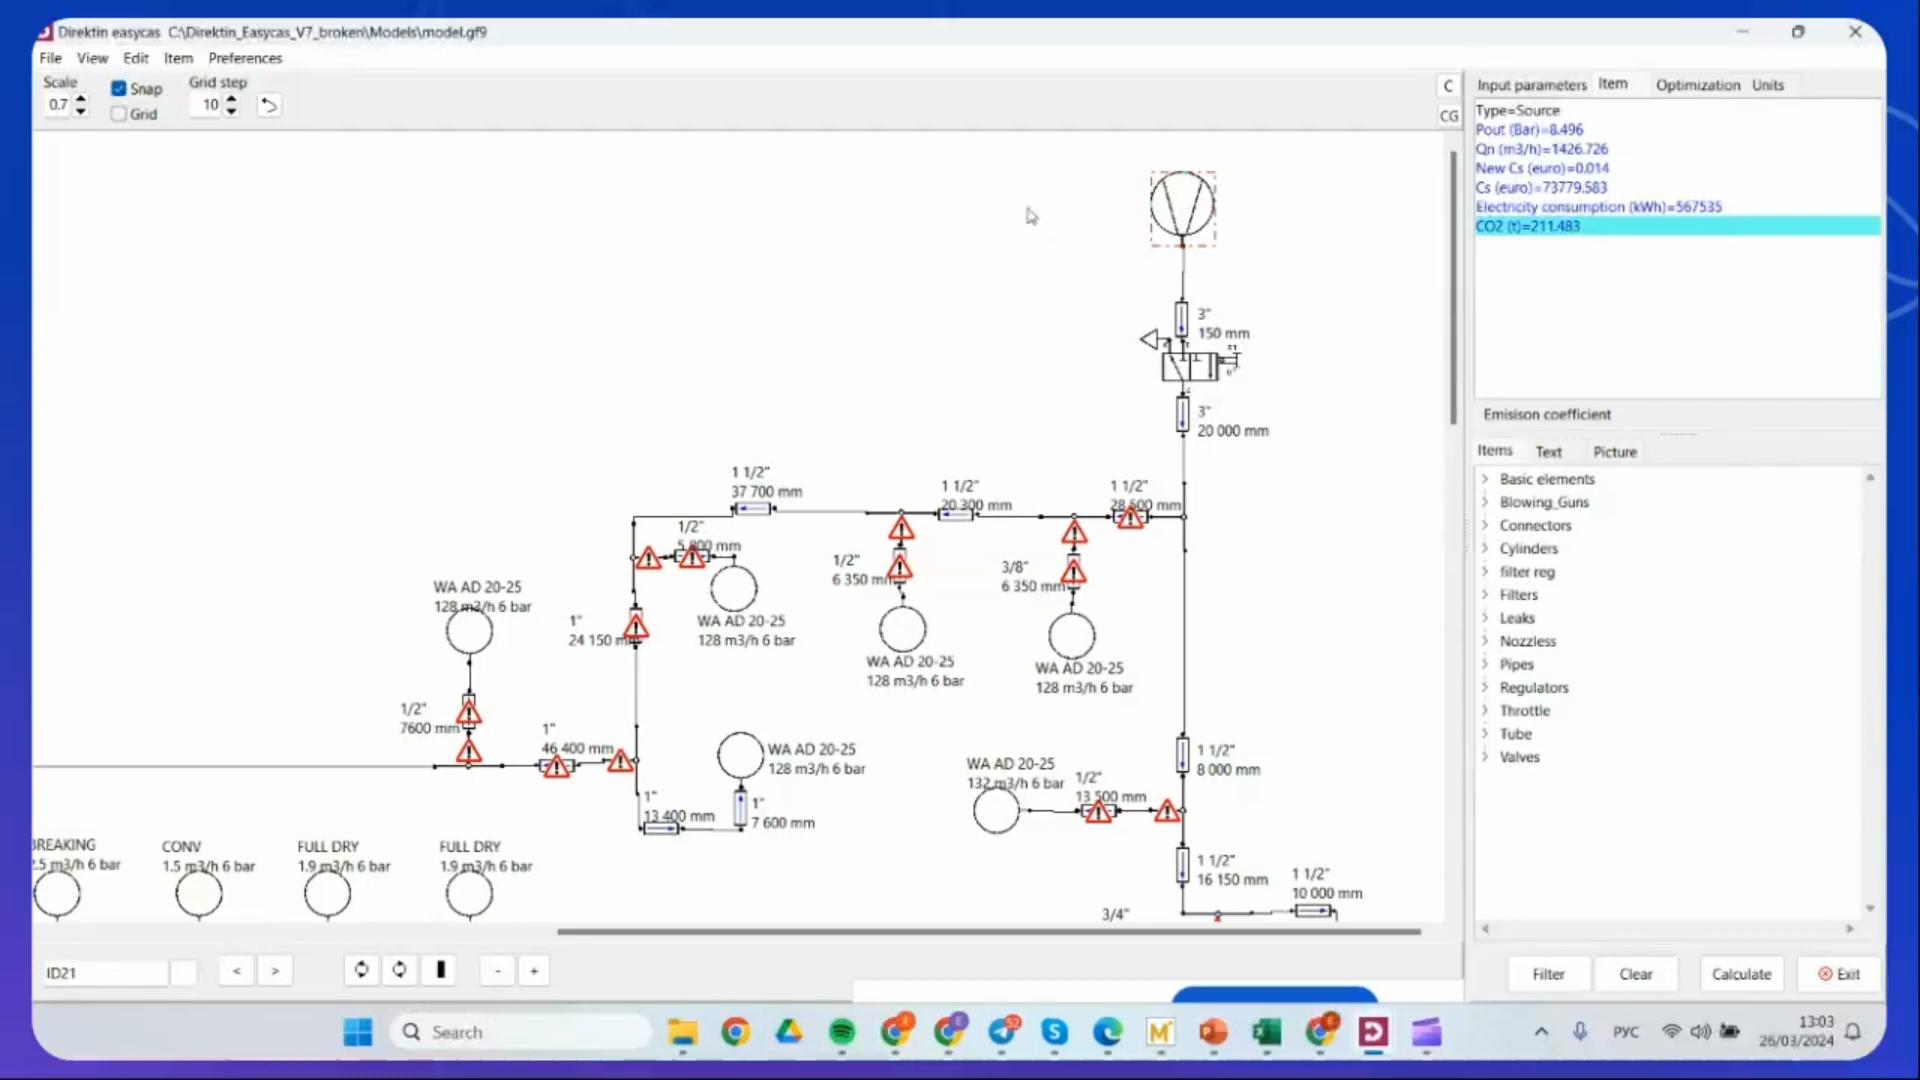 Direktin easycas C:\Direktin_Easycas_V7_broken\Models\model.gf9
File View Edit Item Preferences
Scale
0.7
Snap
Grid
Grid step
10
C
CG
Input parameters Item Optimization Units
Type=Source
Pout (Bar)=8.496
Qn (m3/h)=1426.726
New Cs (euro)=0.014
Cs (euro)=73779.583
Electricity consumption (kWh)=567535
CO2 (t)=211.483
Emisison coefficient
Items Text Picture
Basic elements
Blowing_Guns
Connectors
Cylinders
filter reg
Filters
Leaks
Nozzless
Pipes
Regulators
Throttle
Tube
Valves
Filter Clear Calculate Exit
3"
150 mm
3"
20 000 mm
1 1/2"
37 700 mm
1 1/2"
20 300 mm
1 1/2"
28 600 mm
1/2"
5 800 mm
1/2"
6 350 mm
3/8"
6 350 mm
WA AD 20-25
128 m3/h 6 bar
WA AD 20-25
128 m3/h 6 bar
WA AD 20-25
128 m3/h 6 bar
WA AD 20-25
128 m3/h 6 bar
1"
24 150 mm
1/2"
7600 mm
1"
46 400 mm
WA AD 20-25
128 m3/h 6 bar
1"
13 400 mm
1"
7 600 mm
WA AD 20-25
132 m3/h 6 bar
1/2"
13 500 mm
1 1/2"
8 000 mm
1 1/2"
16 150 mm
1 1/2"
10 000 mm
3/4"
BREAKING
2.5 m3/h 6 bar
CONV
1.5 m3/h 6 bar
FULL DRY
1.9 m3/h 6 bar
FULL DRY
1.9 m3/h 6 bar
ID21
< >
- +
Search
52
РУС
13:03
26/03/2024